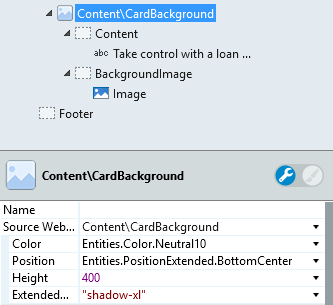 Content\CardBackground
Content
abc Take control with a loan ...
BackgroundImage
Image
Footer
Content\CardBackground
Name
Source Web... Content\CardBackground
Color Entities.Color.Neutral10
Position Entities.PositionExtended.BottomCenter
Height 400
Extended... "shadow-xl"